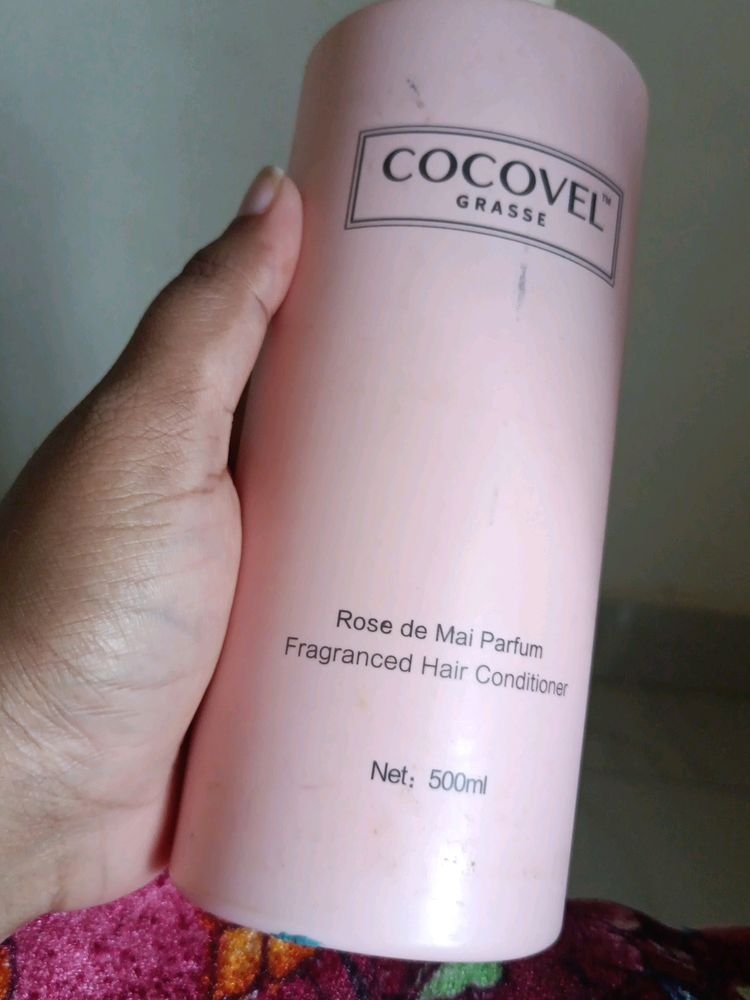 COCOVEL™
GRASSE
Rose de Mai Parfum
Fragranced Hair Conditioner
Net: 500ml